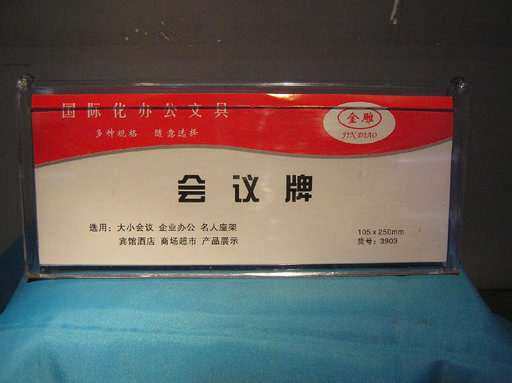 国际化办公文具
多种规格 随意选择
金雕
JIN DIAO
会议牌
选用：大小会议 企业办公 名人座架
宾馆酒店 商场超市 产品展示
105 x 250mm
货号：3903